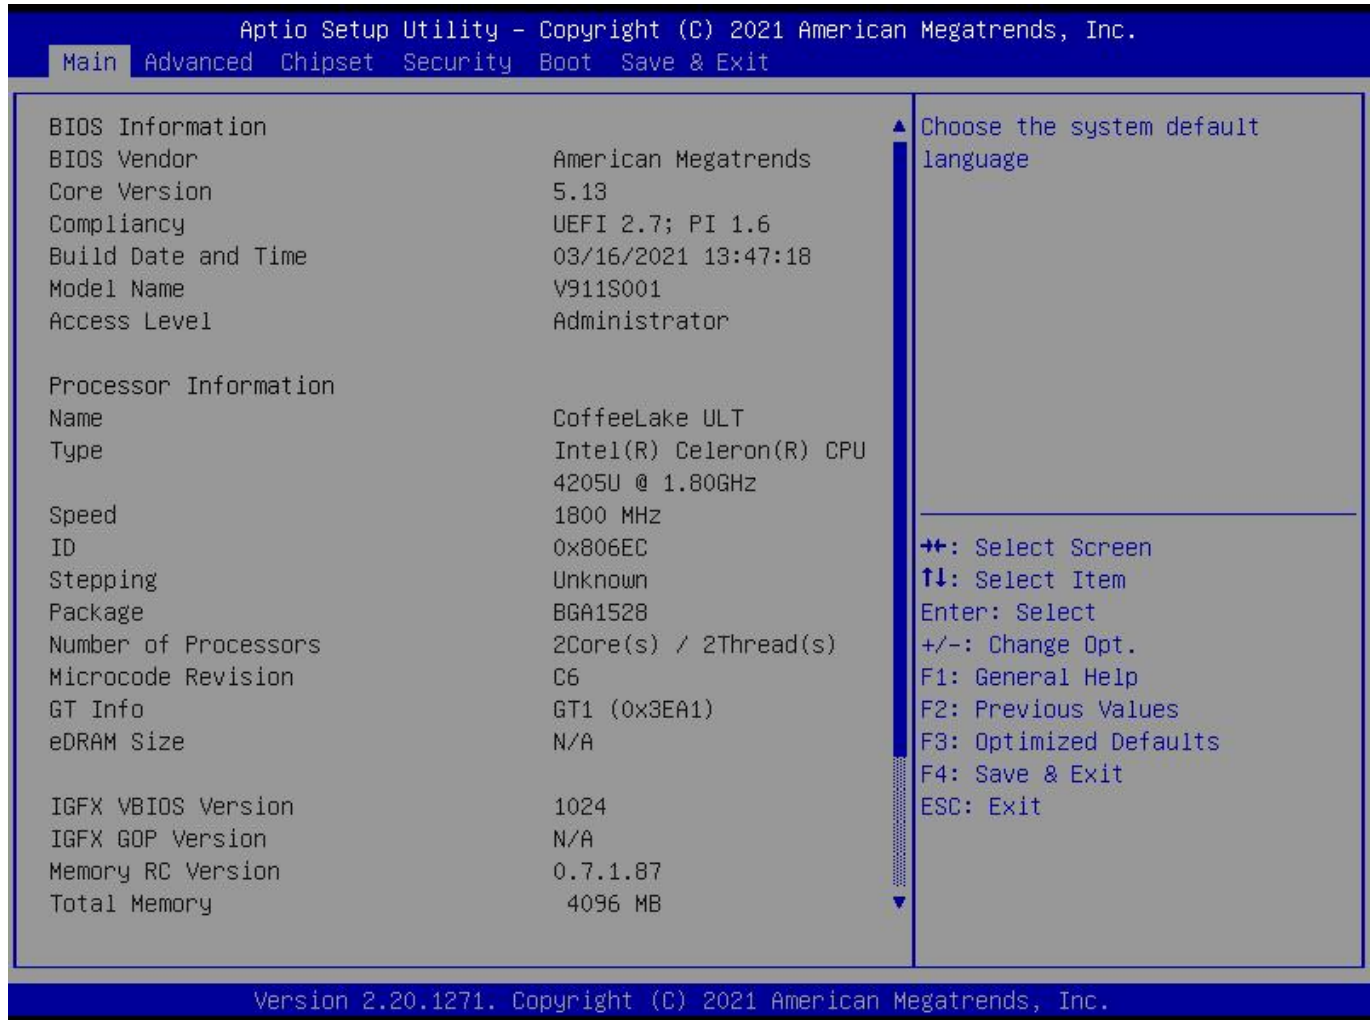 Aptio Setup Utility – Copyright (C) 2021 American Megatrends, Inc.
Main Advanced Chipset Security Boot Save & Exit
BIOS Information
BIOS Vendor American Megatrends
Core Version 5.13
Compliancy UEFI 2.7; PI 1.6
Build Date and Time 03/16/2021 13:47:18
Model Name V911S001
Access Level Administrator
Processor Information
Name CoffeeLake ULT
Type Intel(R) Celeron(R) CPU
4205U @ 1.80GHz
Speed 1800 MHz
ID 0x806EC
Stepping Unknown
Package BGA1528
Number of Processors 2Core(s) / 2Thread(s)
Microcode Revision C6
GT Info GT1 (0x3EA1)
eDRAM Size N/A
IGFX VBIOS Version 1024
IGFX GOP Version N/A
Memory RC Version 0.7.1.87
Total Memory 4096 MB
Choose the system default
language
→←: Select Screen
↑↓: Select Item
Enter: Select
+/-: Change Opt.
F1: General Help
F2: Previous Values
F3: Optimized Defaults
F4: Save & Exit
ESC: Exit
Version 2.20.1271. Copyright (C) 2021 American Megatrends, Inc.